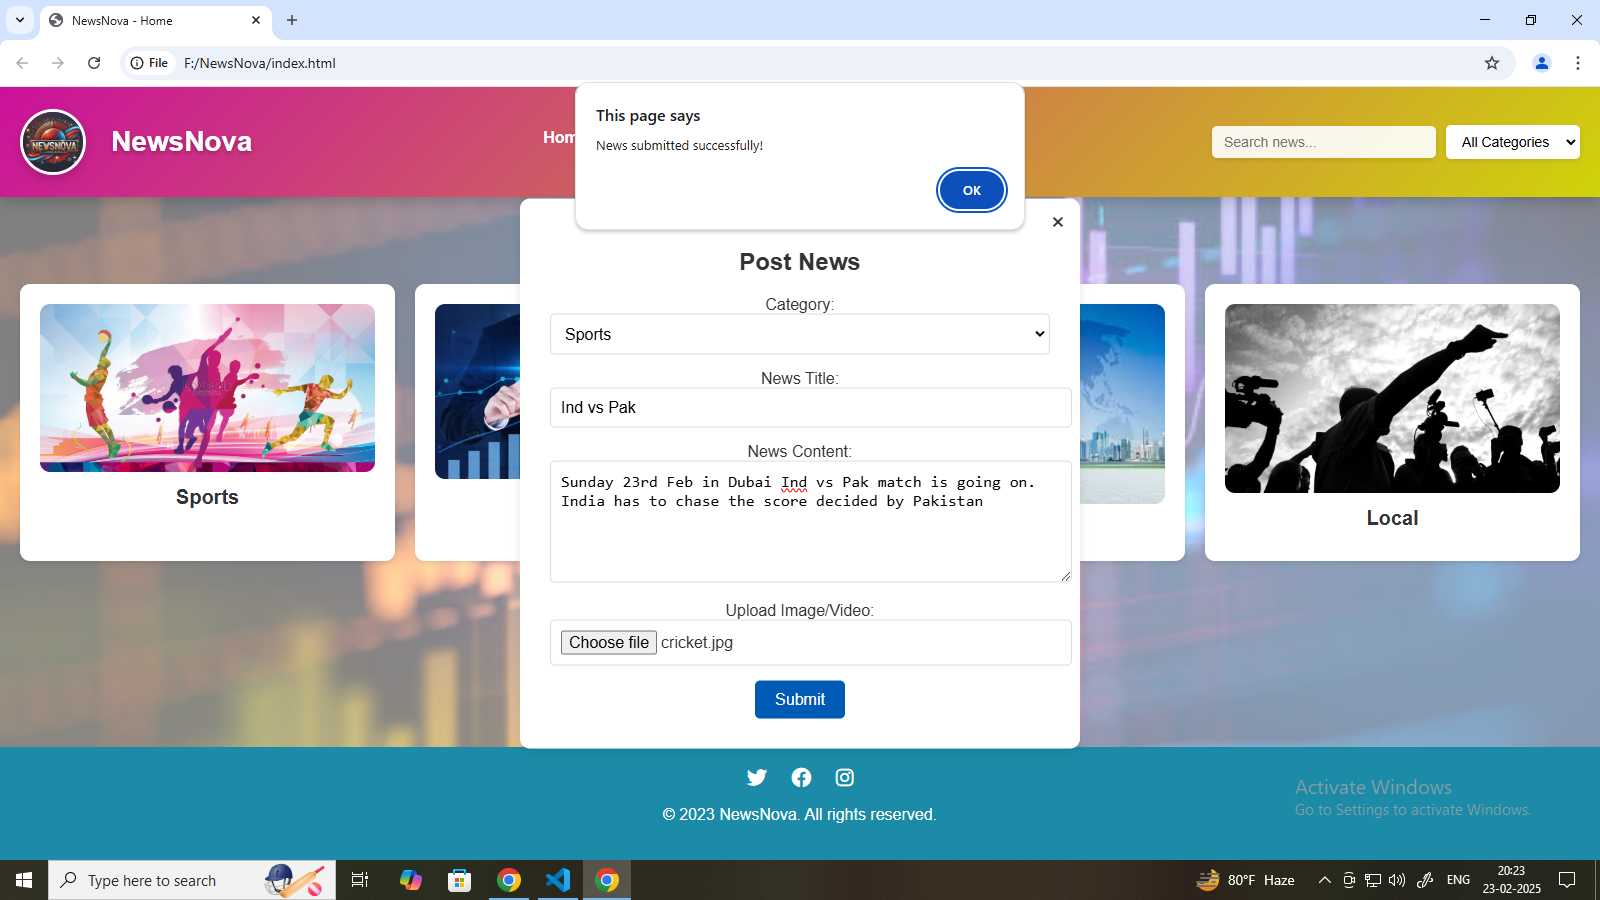 NewsNova - Home
File
F:/NewsNova/index.html
This page says
News submitted successfully!
OK
NEWSNOVA
NewsNova
Hom
Search news...
All Categories
Post News
Category:
Sports
News Title:
Ind vs Pak
News Content:
Sunday 23rd Feb in Dubai Ind vs Pak match is going on.
India has to chase the score decided by Pakistan
Upload Image/Video:
Choose file cricket.jpg
Submit
Sports
Local
© 2023 NewsNova. All rights reserved.
Activate Windows
Go to Settings to activate Windows.
Type here to search
80°F Haze
ENG
20:23
23-02-2025